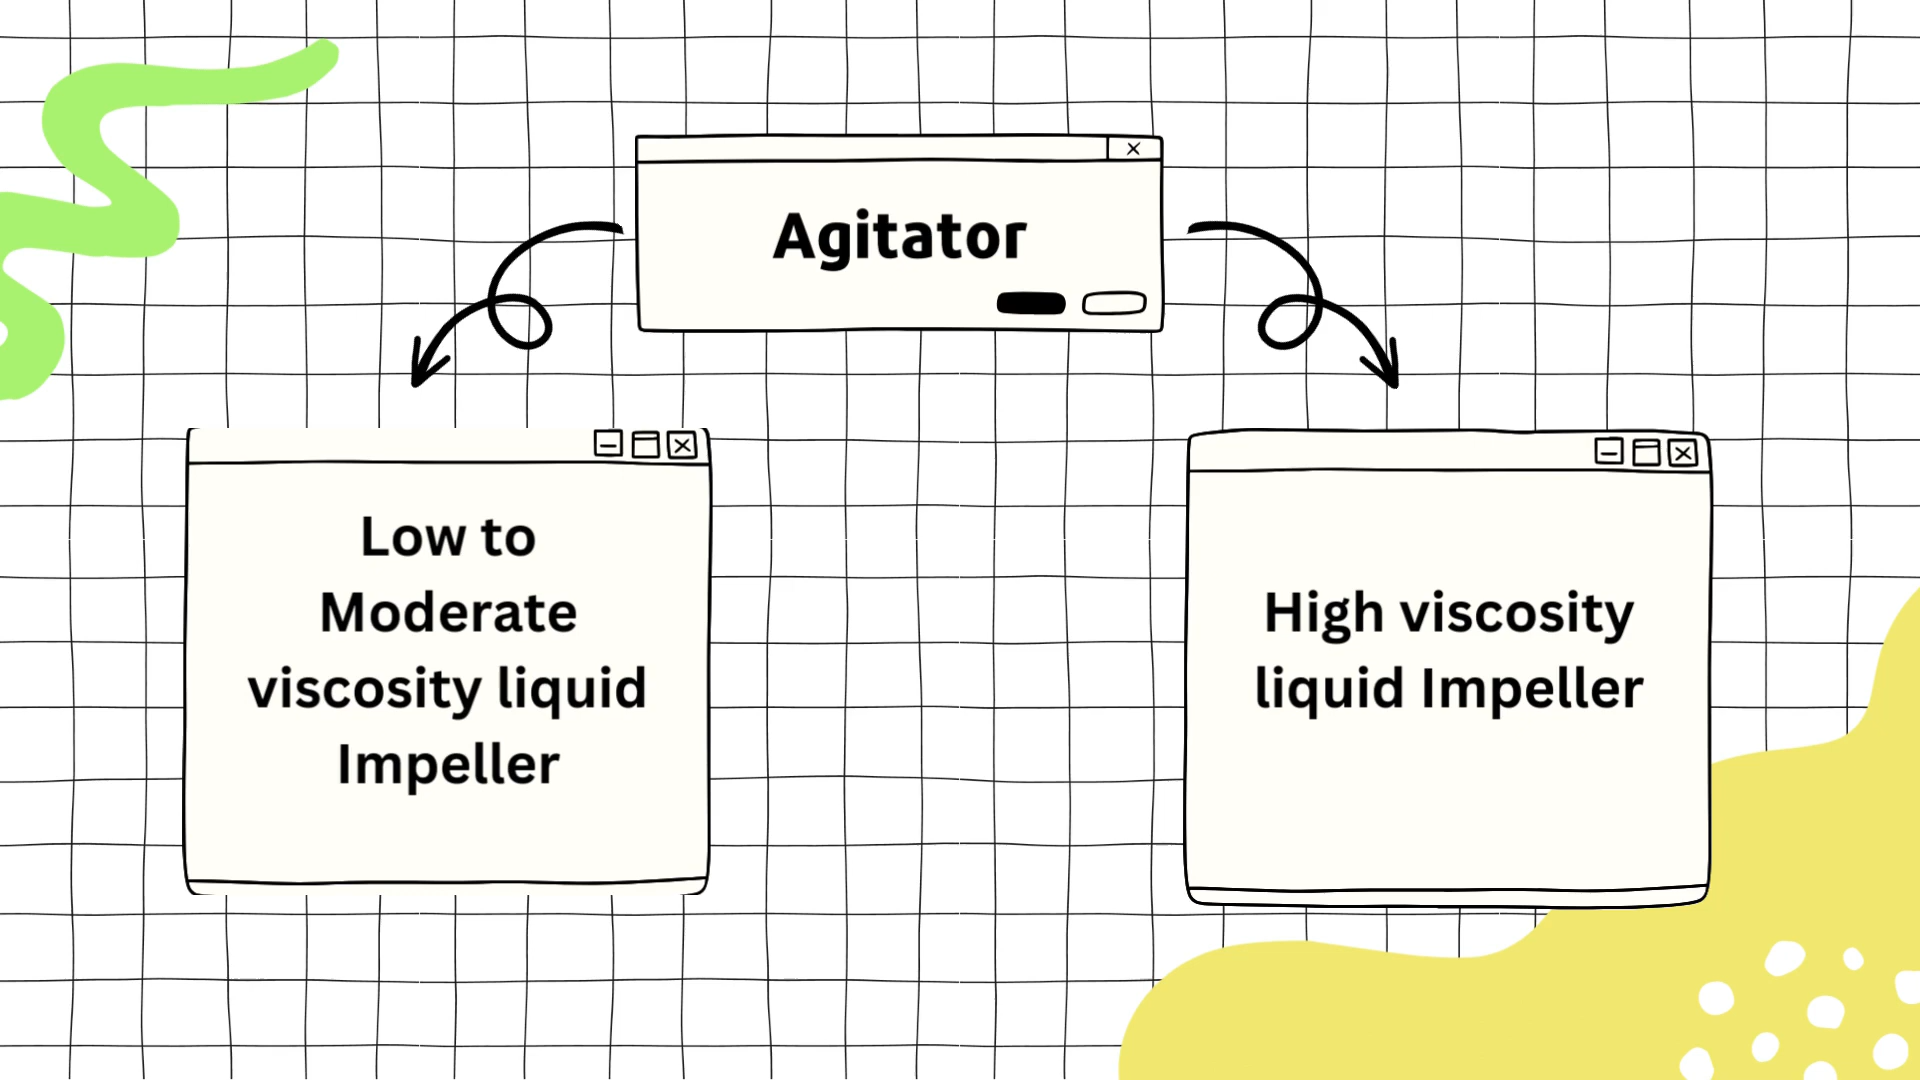 Agitator
Low to
Moderate
viscosity liquid
Impeller
High viscosity
liquid Impeller